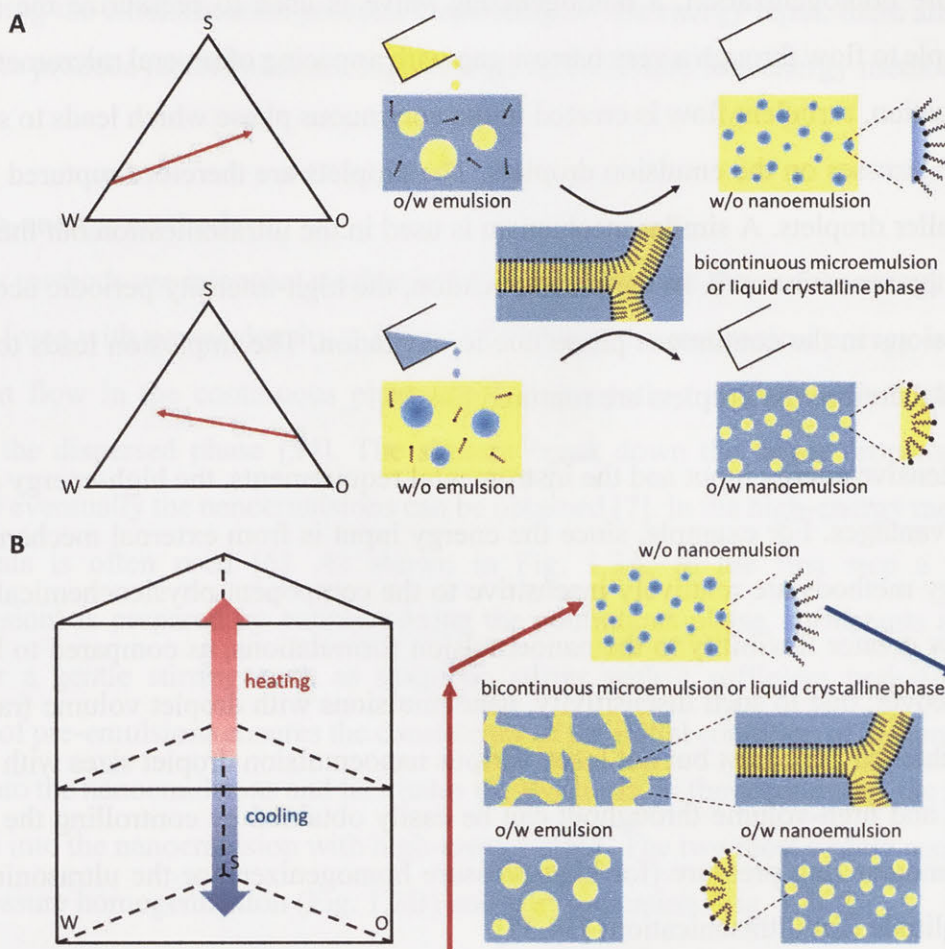 A
S
W
O
o/w emulsion
w/o nanoemulsion
bicontinuous microemulsion
or liquid crystalline phase
S
W
O
w/o emulsion
o/w nanoemulsion
B
w/o nanoemulsion
heating
bicontinuous microemulsion or liquid crystalline phase
cooling
o/w emulsion
o/w nanoemulsion
S
W
O